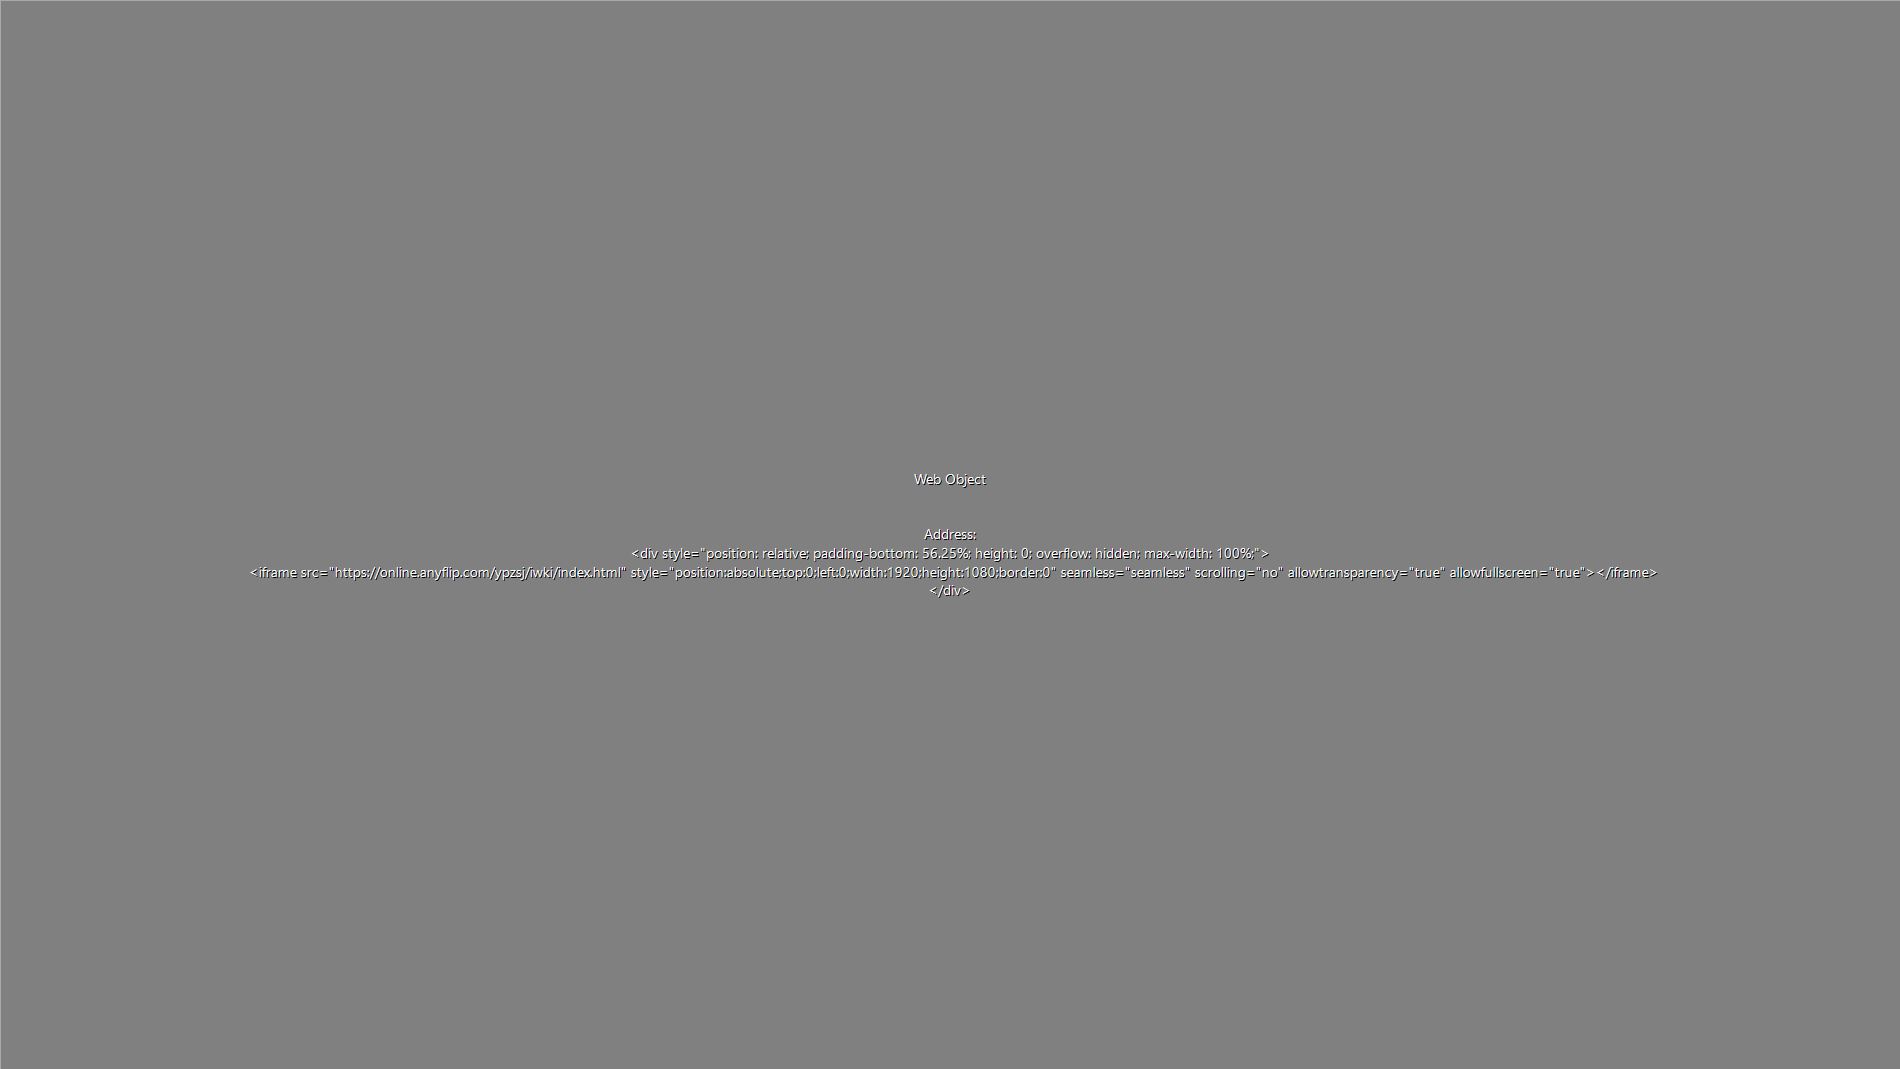 Web Object
Address:
<div style="position: relative; padding-bottom: 56.25%; height: 0; overflow: hidden; max-width: 100%;">
<iframe src="https://online.anyflip.com/ypzsj/iwki/index.html" style="position:absolute;top:0;left:0;width:1920;height:1080;border:0" seamless="seamless" scrolling="no" allowtransparency="true" allowfullscreen="true"></iframe>
</div>